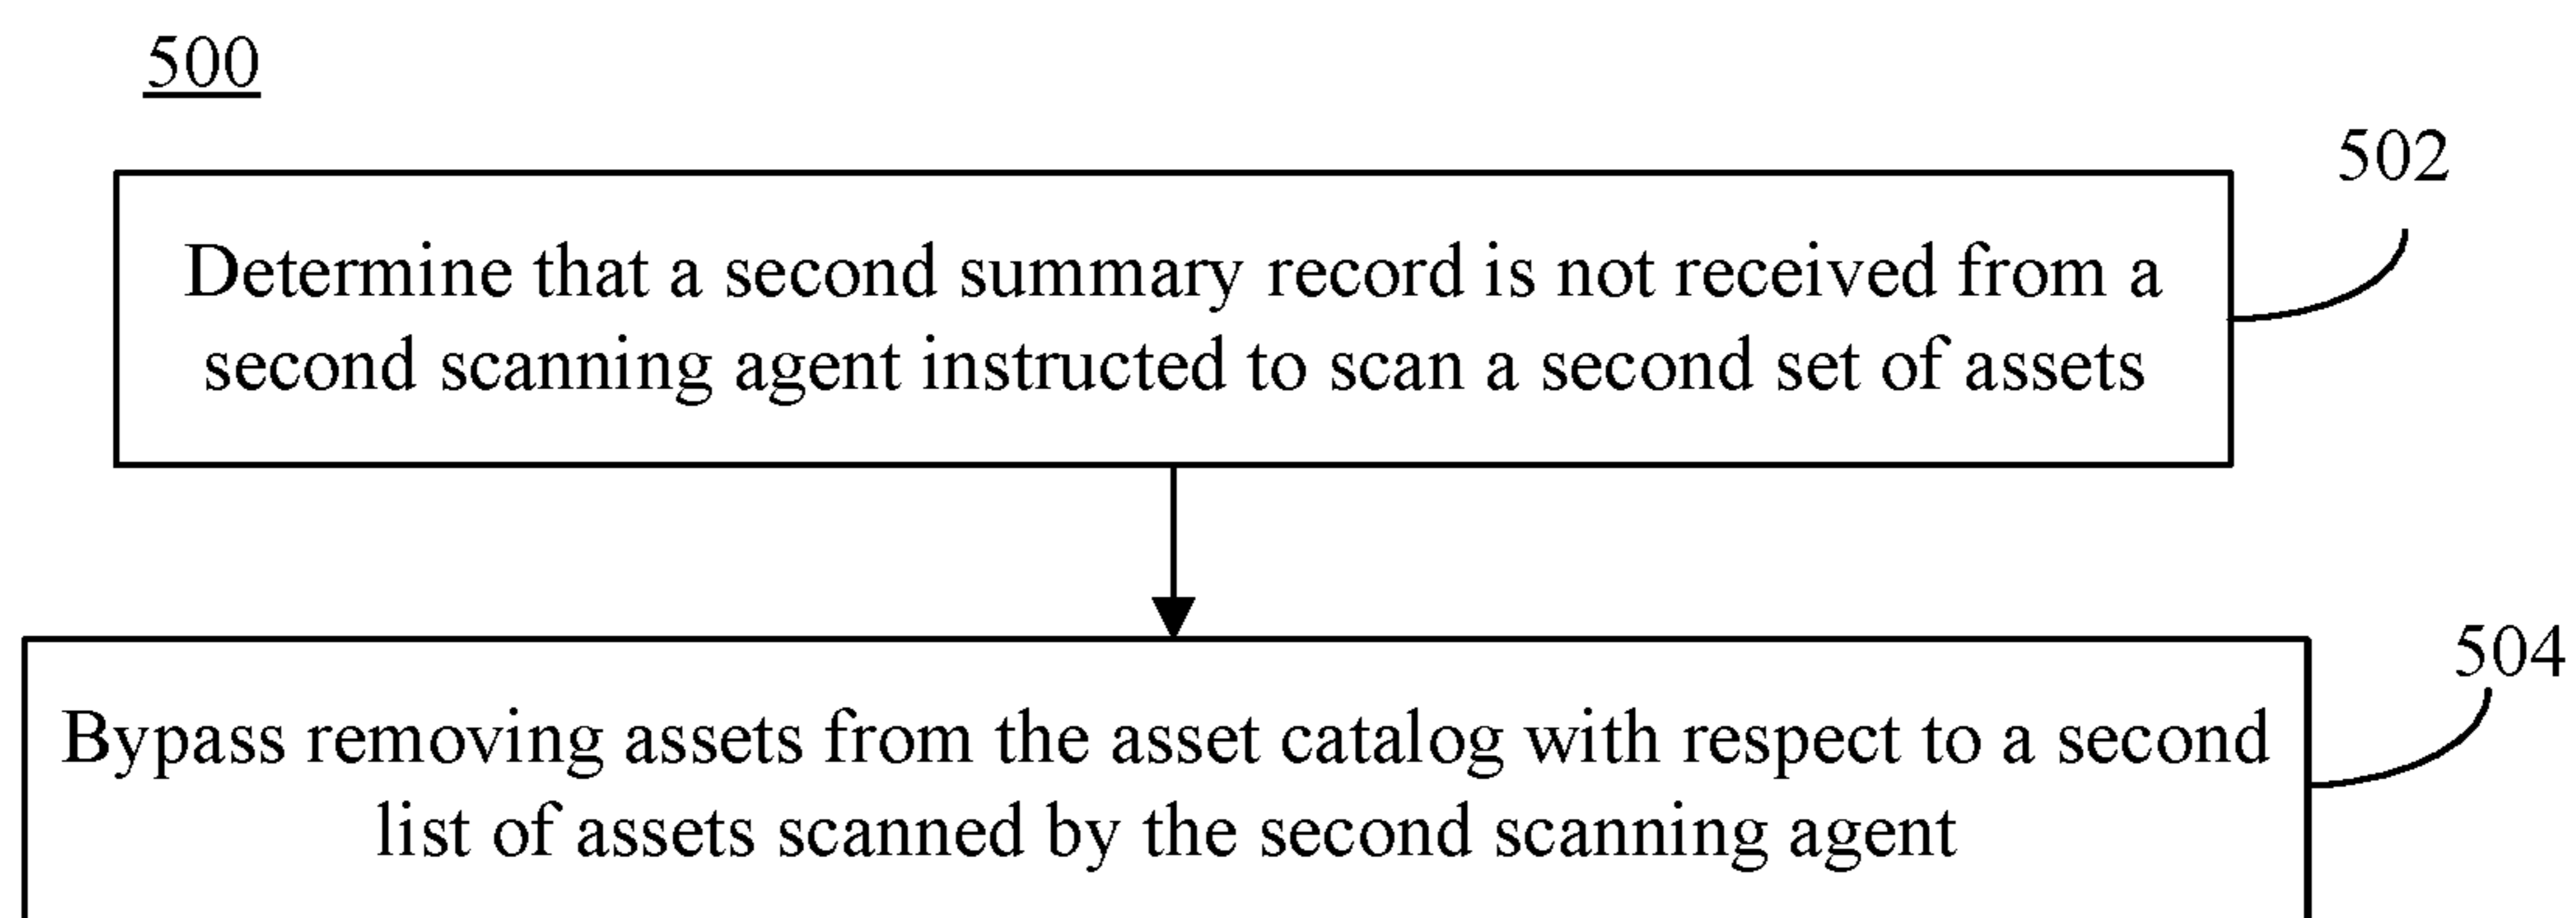 500
502
Determine that a second summary record is not received from a
second scanning agent instructed to scan a second set of assets
504
Bypass removing assets from the asset catalog with respect to a second
list of assets scanned by the second scanning agent